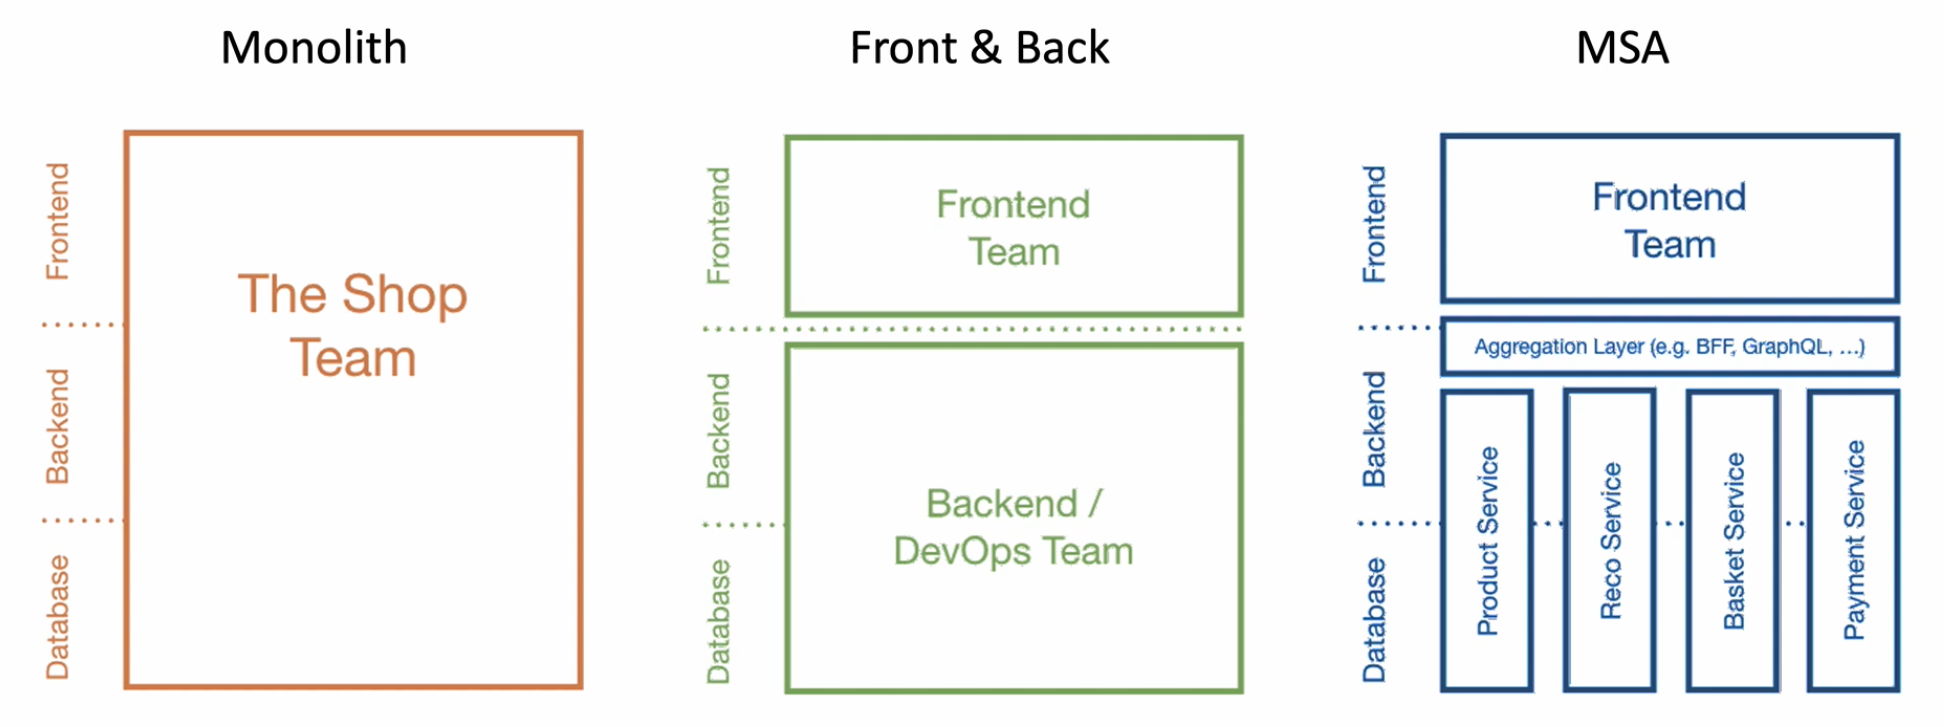 Monolith
Frontend
Backend
Database
The Shop
Team
Front & Back
Frontend
Backend
Database
Frontend
Team
Backend /
DevOps Team
MSA
Frontend
Backend
Database
Frontend
Team
Aggregation Layer (e.g. BFF, GraphQL, ...)
Product Service
Reco Service
Basket Service
Payment Service